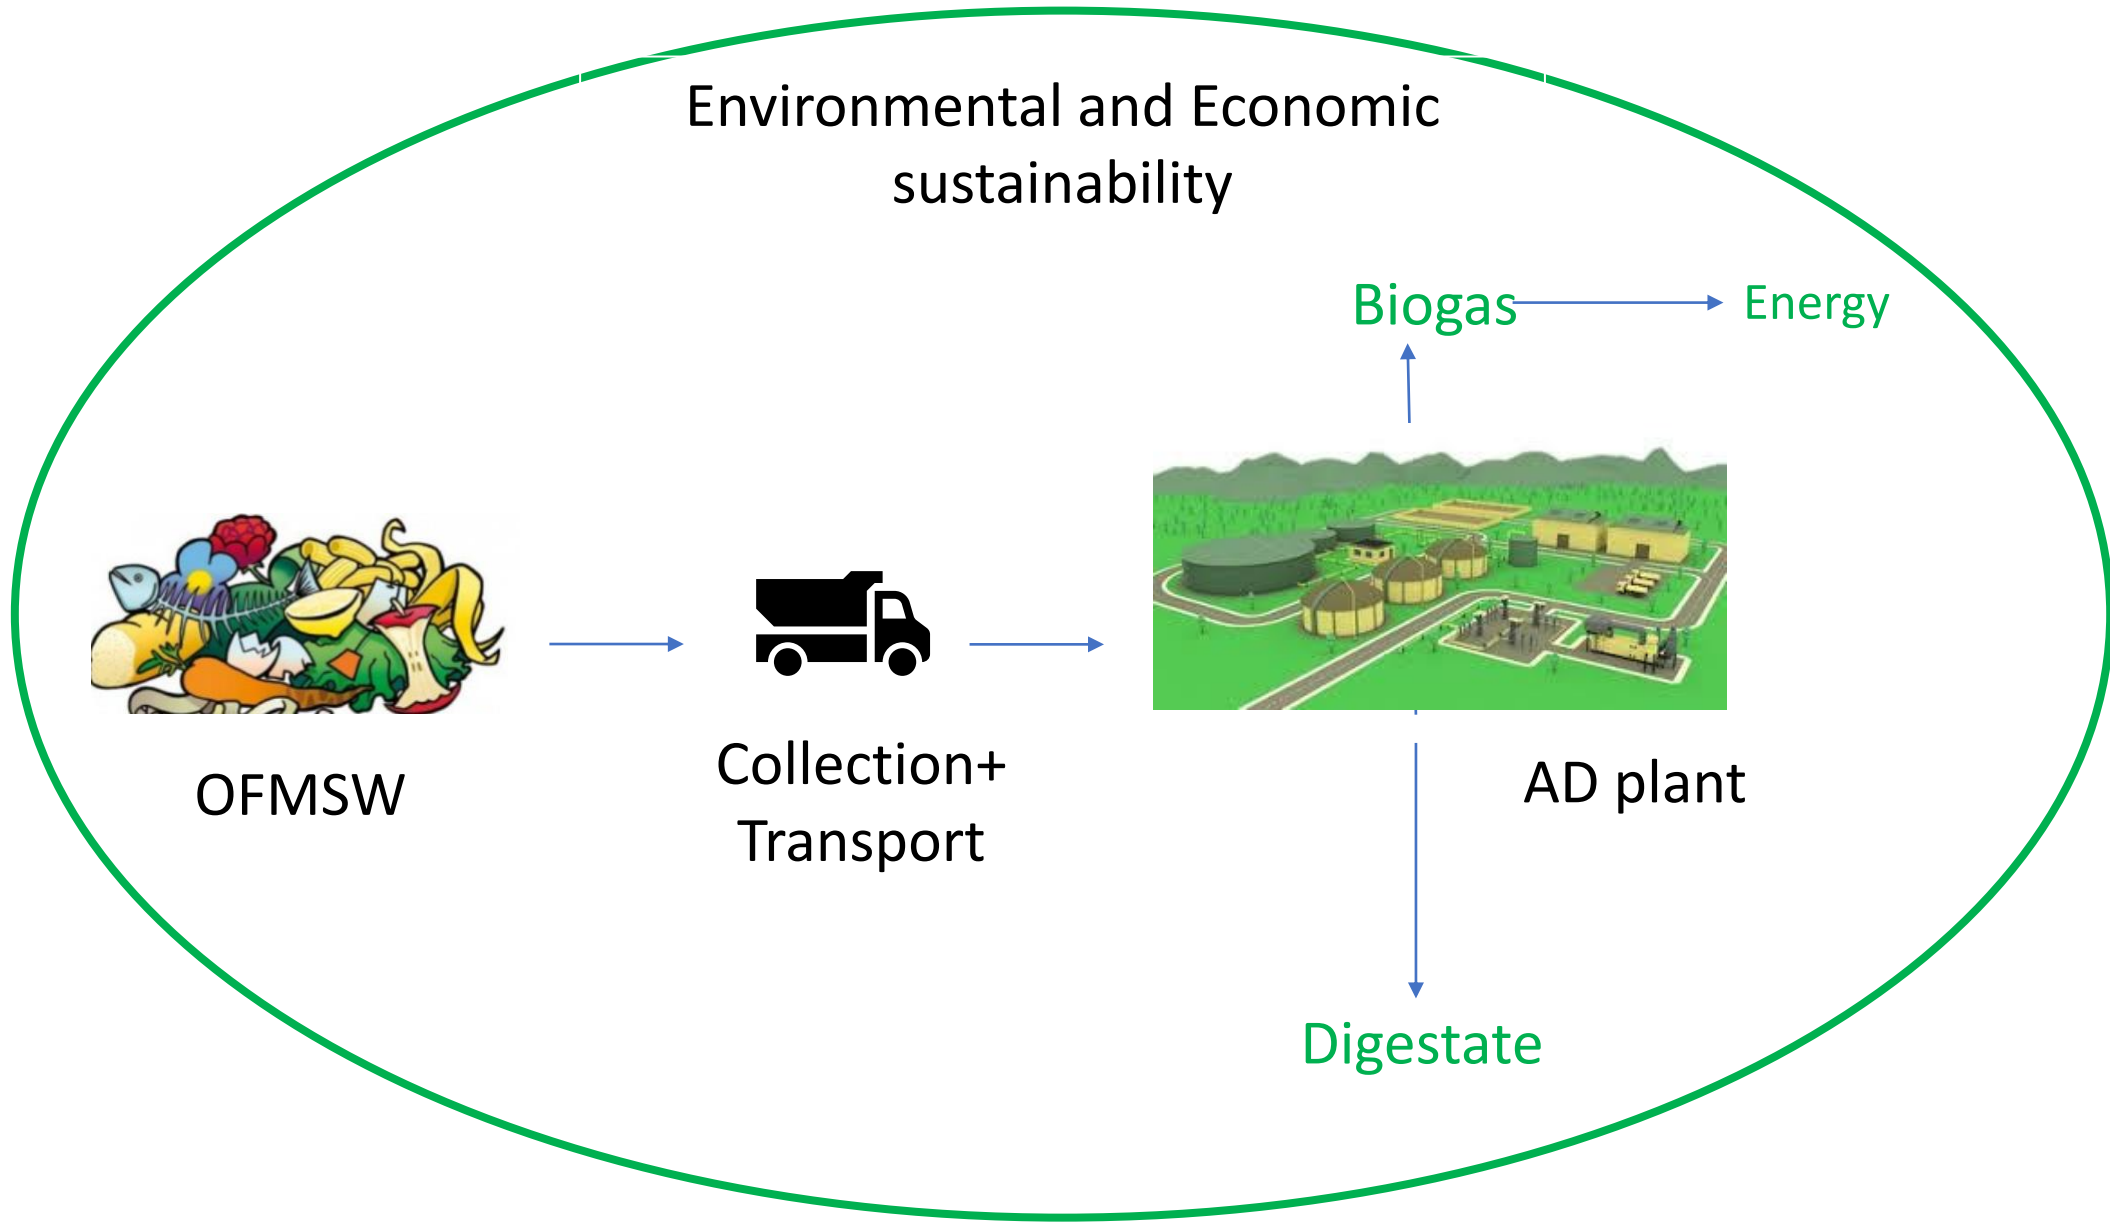 Environmental and Economic
sustainability
Biogas
Energy
OFMSW
Collection+
Transport
AD plant
Digestate